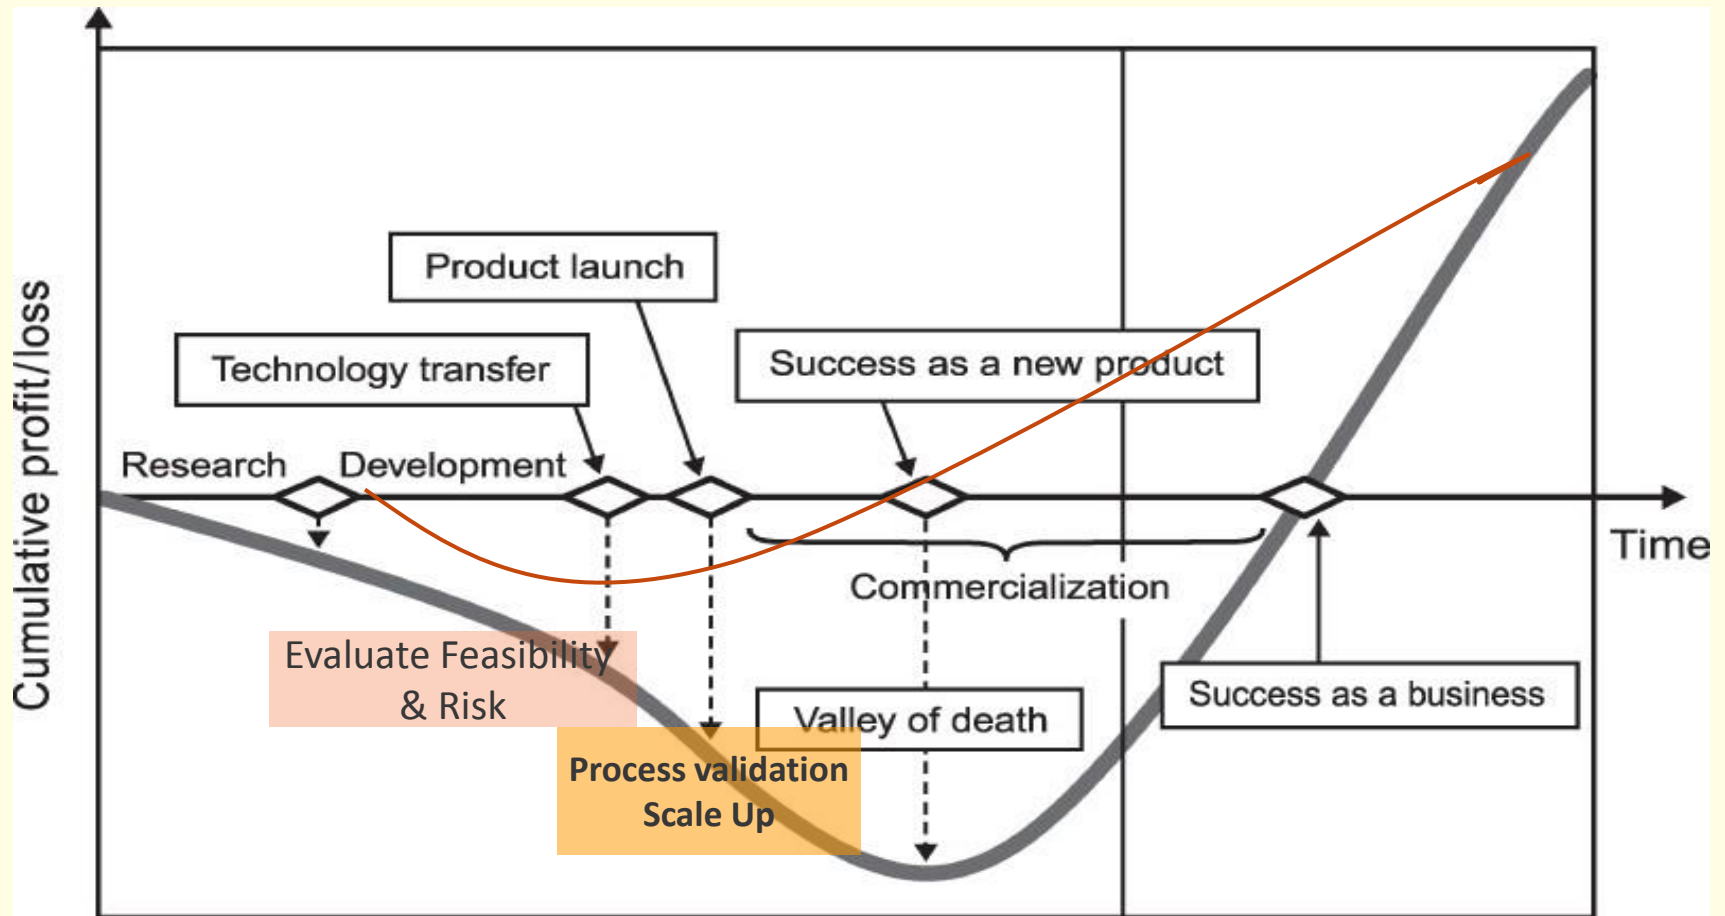 Cumulative profit/loss
Product launch
Technology transfer
Success as a new product
Research
Development
Time
Commercialization
Evaluate Feasibility
& Risk
Success as a business
Valley of death
Process validation
Scale Up